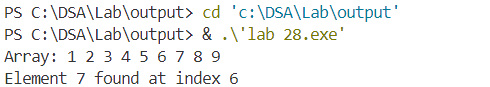 PS C:\DSA\Lab\output> cd 'c:\DSA\Lab\output'
PS C:\DSA\Lab\output> & .\'lab 28.exe'
Array: 1 2 3 4 5 6 7 8 9
Element 7 found at index 6